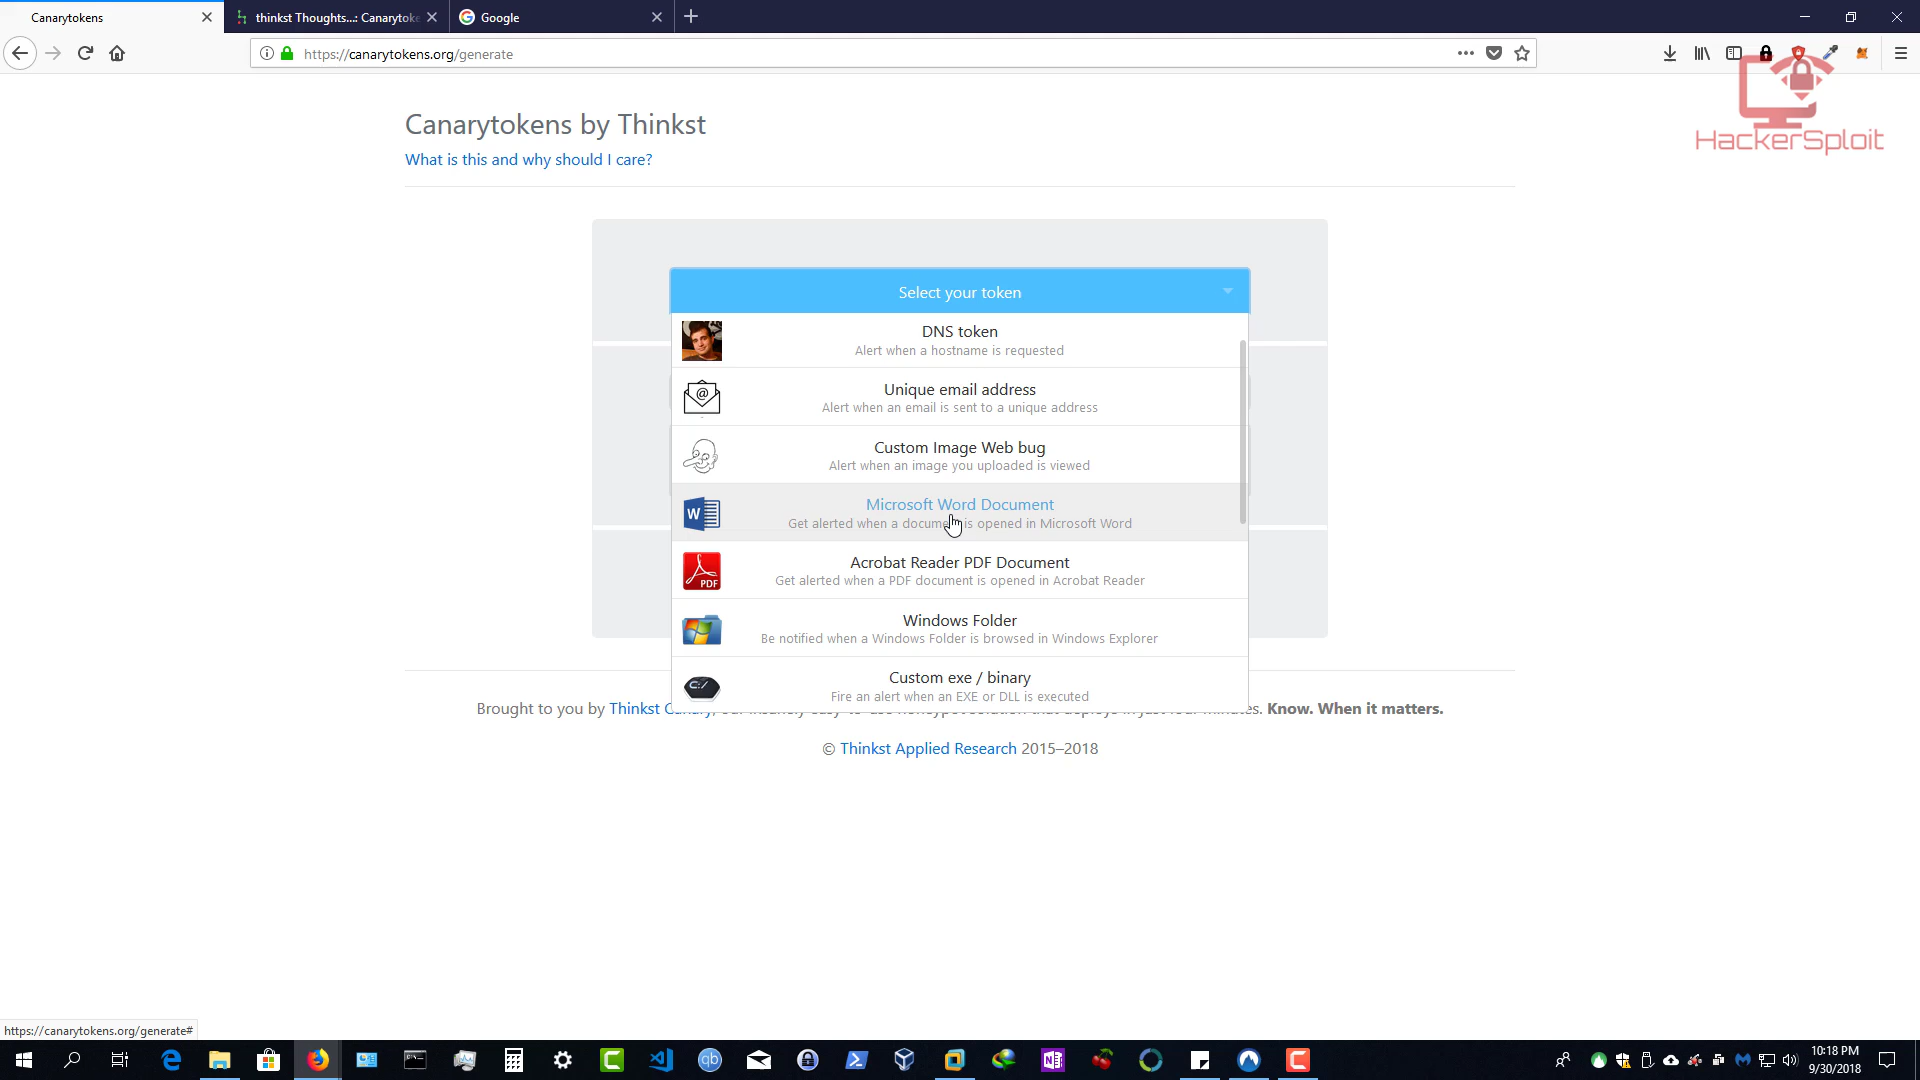 Canarytokens
thinkst Thoughts...: Canarytoke
Google
https://canarytokens.org/generate
HackerSploit
Canarytokens by Thinkst
What is this and why should I care?
Select your token
DNS token
Alert when a hostname is requested
Unique email address
Alert when an email is sent to a unique address
Custom Image Web bug
Alert when an image you uploaded is viewed
Microsoft Word Document
Get alerted when a document is opened in Microsoft Word
Acrobat Reader PDF Document
Get alerted when a PDF document is opened in Acrobat Reader
Windows Folder
Be notified when a Windows Folder is browsed in Windows Explorer
Custom exe / binary
Fire an alert when an EXE or DLL is executed
Brought to you by Thinkst Canary, Know. When it matters.
© Thinkst Applied Research 2015–2018
https://canarytokens.org/generate#
10:18 PM
9/30/2018